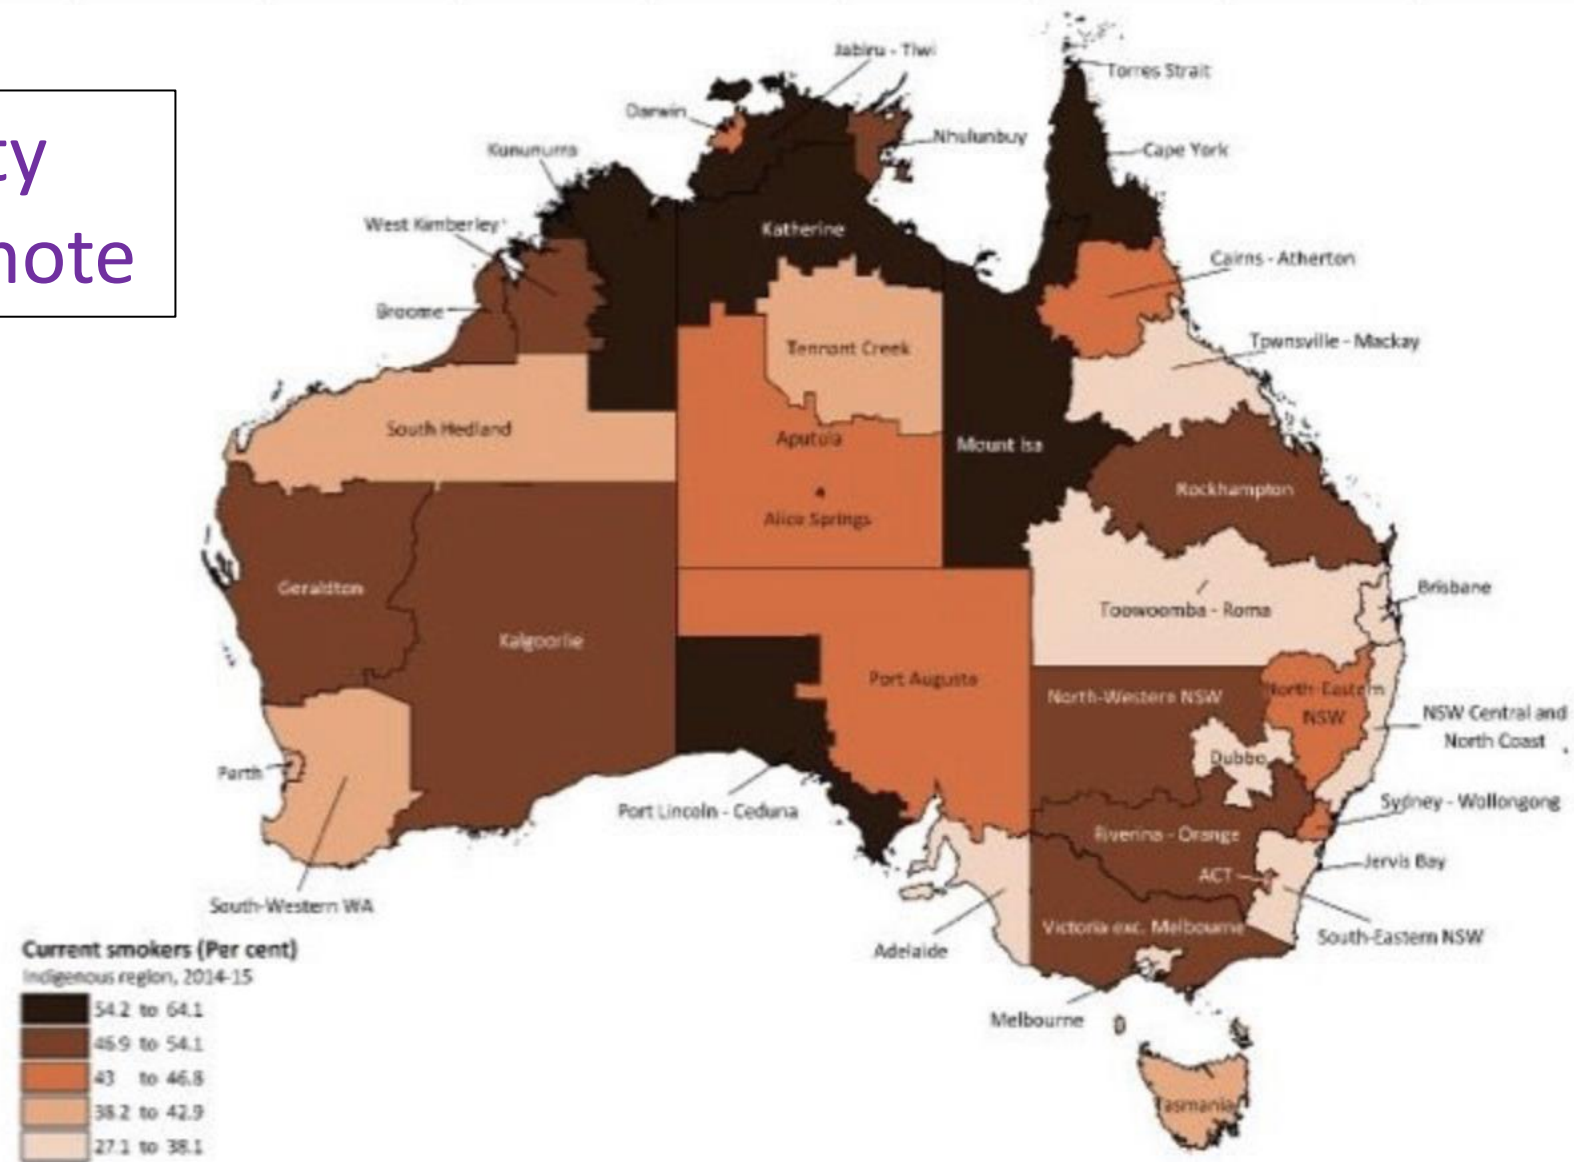 ty
note
Jabiru - Tiwi
Torres Strait
Darwin
Nhulunbuy
Kununurra
Cape York
West Kimberley
Katherine
Cairns - Atherton
Broome
Tennant Creek
Townsville - Mackay
South Hedland
Aputula
Mount Isa
Rockhampton
Alice Springs
Geraldton
Brisbane
Toowoomba - Roma
Kalgoorlie
Port Augusta
North-Western NSW
North-Eastern
NSW
NSW Central and
North Coast
Dubbo
Perth
Port Lincoln - Ceduna
Sydney - Wollongong
Riverina - Orange
Jervis Bay
ACT
South-Western WA
Victoria exc. Melbourne
South-Eastern NSW
Adelaide
Melbourne
Tasmania
Current smokers (Per cent)
Indigenous region, 2014-15
54.2 to 64.1
46.9 to 54.1
43 to 46.8
38.2 to 42.9
27.1 to 38.1